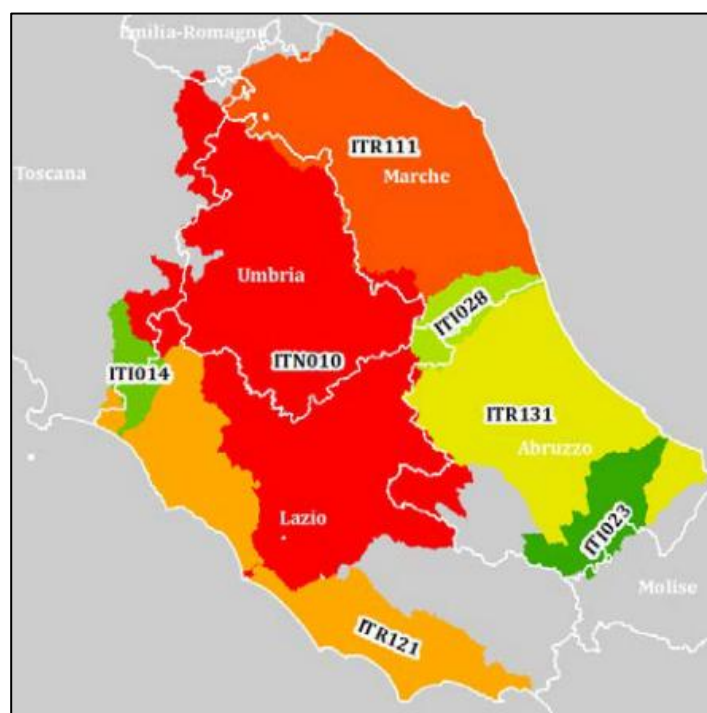 Emilia-Romagna
ITR111
Toscana
Marche
Umbria
ITI028
ITN010
ITI014
ITR131
Abruzzo
Lazio
ITI023
Molise
ITR121